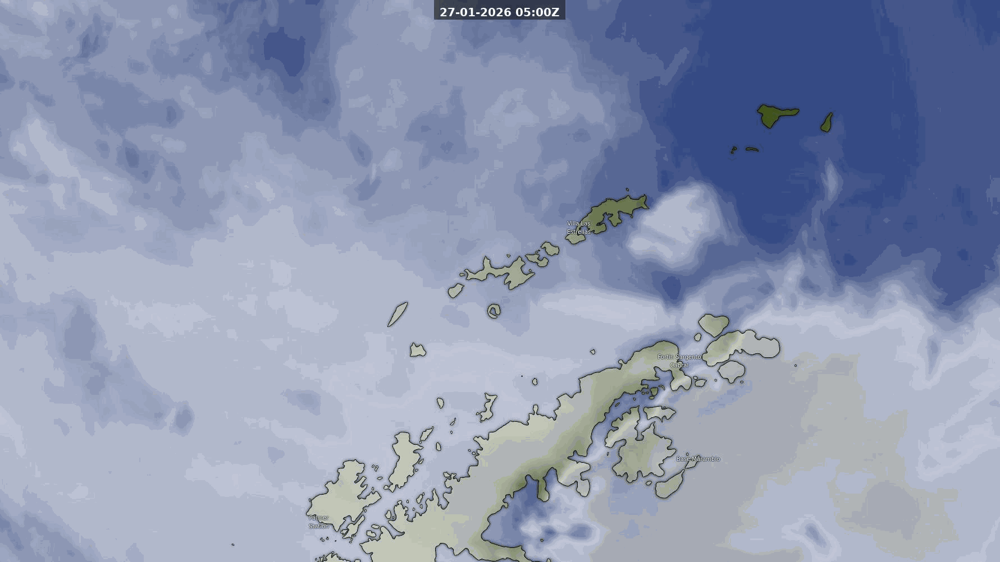 27-01-2026 05:00Z
Villa Las
Estrellas
Fortín Sargento
Cabral
Base Marambio
Palmer
Station